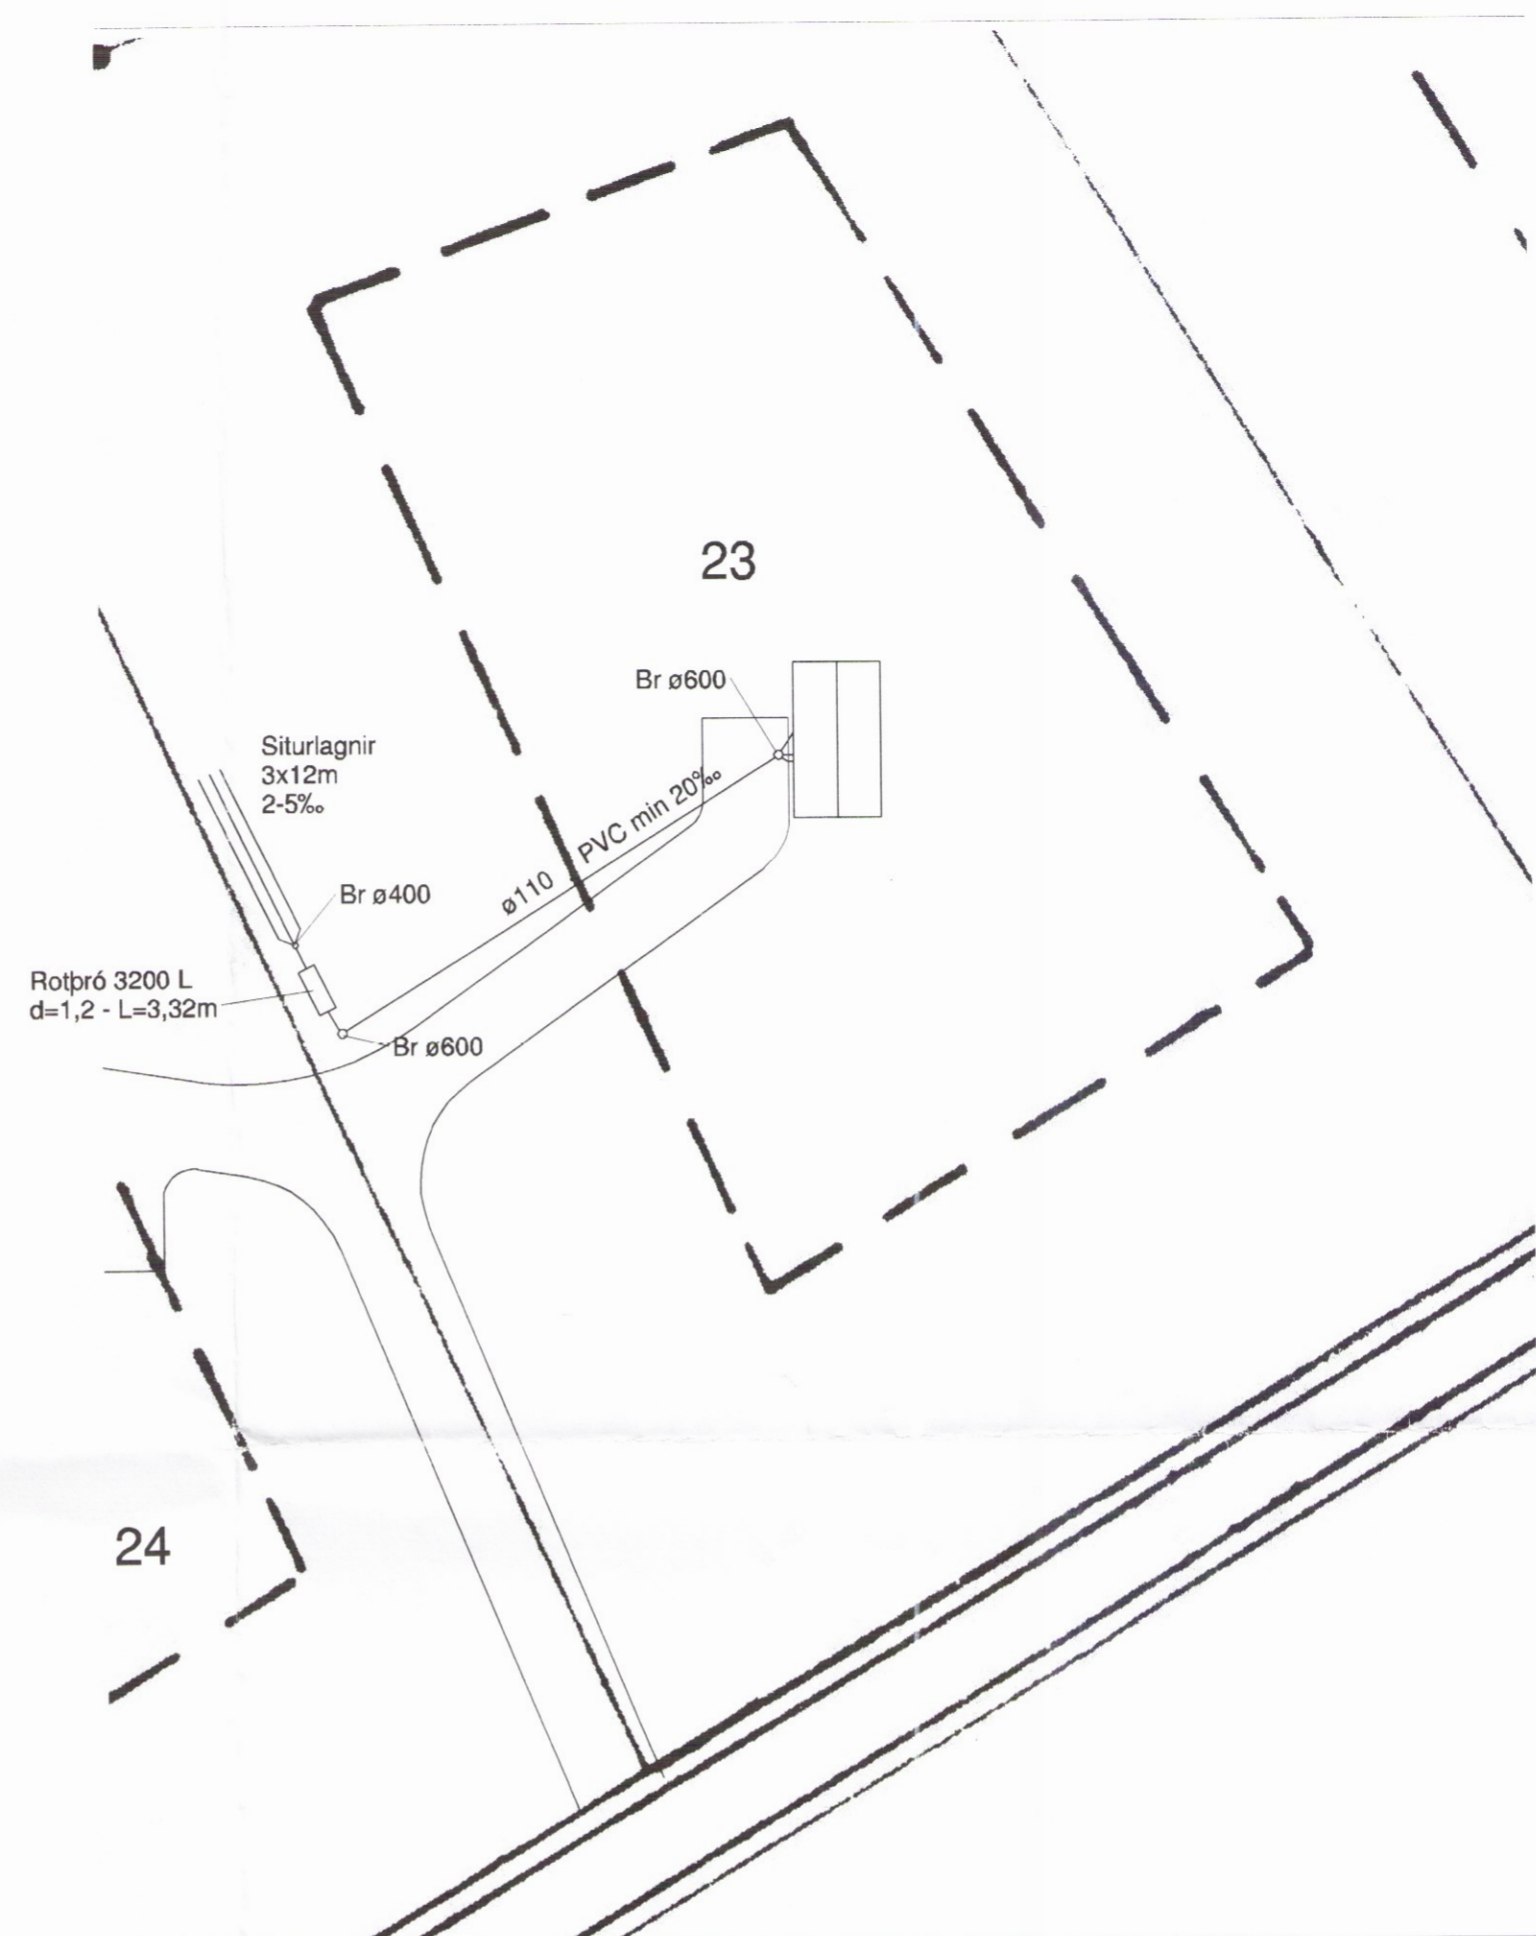 23
Br ø600
Siturlagnir
3x12m
2-5‰
ø110 PVC min 20‰
Br ø400
Rotþró 3200 L
d=1,2 - L=3,32m
Br ø600
24